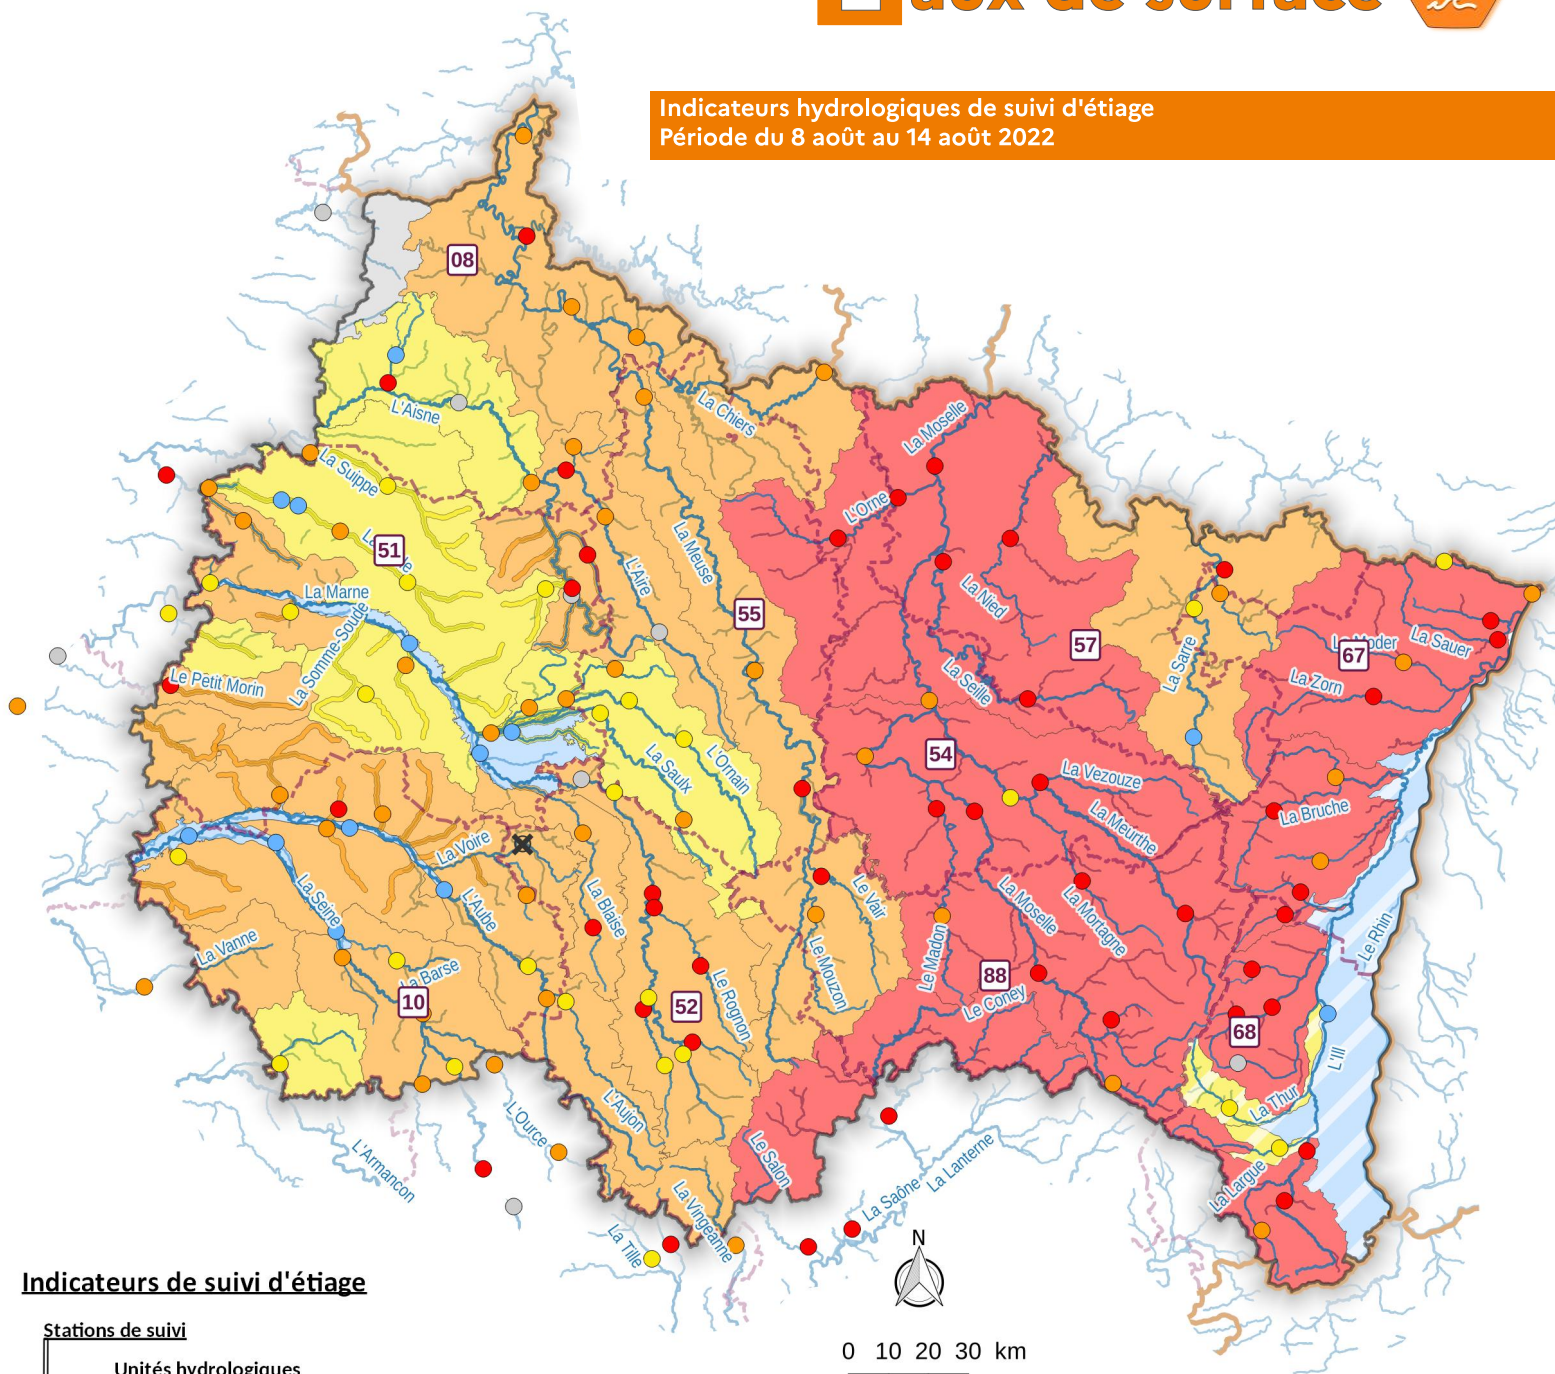 aux de surface
Indicateurs hydrologiques de suivi d'étiage
Période du 8 août au 14 août 2022
08
La Chiers
L'Aisne
La Moselle
La Suippe
L'Orne
51
La
La Meuse
L'Aire
La Marne
La Nied
55
57
67
La Sauer
La Somme-Soude
La Sarre
Le Petit Morin
La Seille
La Zorn
54
La Saulx
L'Ornain
La Vezouze
La Meurthe
La Bruche
La Voire
La Seine
L'Aube
La Blaise
Le Vair
La Moselle
La Mortagne
Le Rhin
La Vanne
La Barse
Le Mouzon
Le Madon
10
52
Le Rognon
88
Le Coney
68
L'Ill
L'Aujon
La Thur
L'Ource
L'Armançon
Le Salon
La Lanterne
La Saône
La Largue
La Vingeanne
La Tille
N
Indicateurs de suivi d'étiage
Stations de suivi
Unités hydrologiques
0 10 20 30 km